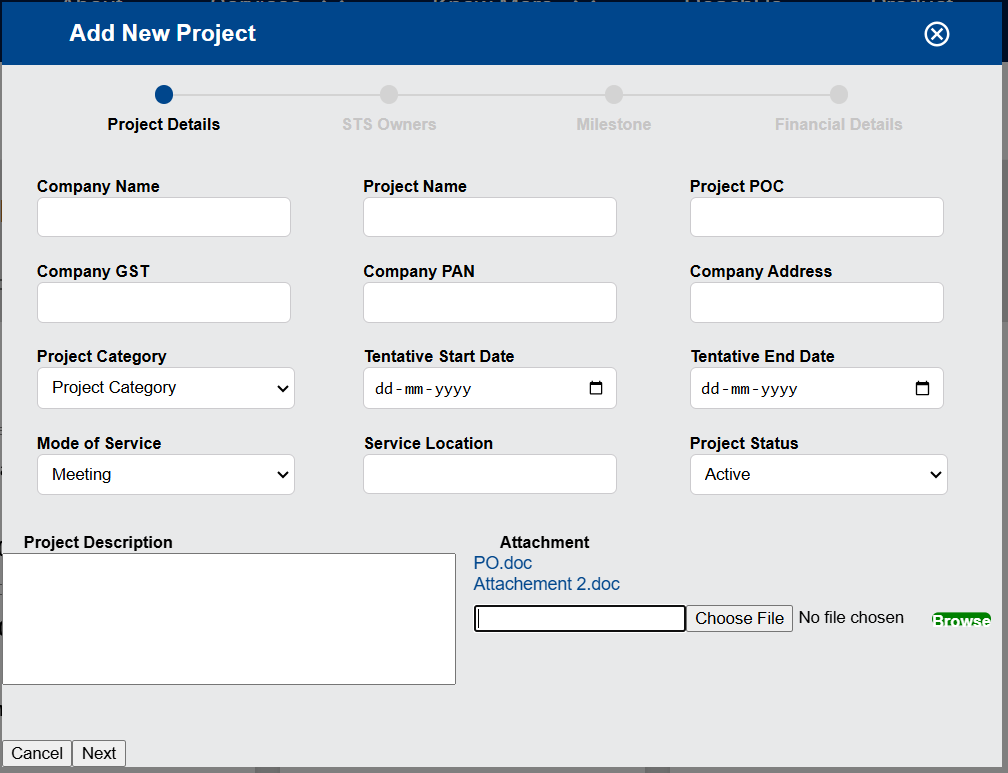 Add New Project
Project Details STS Owners Milestone Financial Details
Company Name Project Name Project POC
Company GST Company PAN Company Address
Project Category Tentative Start Date Tentative End Date
Project Category dd-mm-yyyy dd-mm-yyyy
Mode of Service Service Location Project Status
Meeting Active
Project Description Attachment
PO.doc
Attachement 2.doc
Choose File No file chosen Browse
Cancel Next